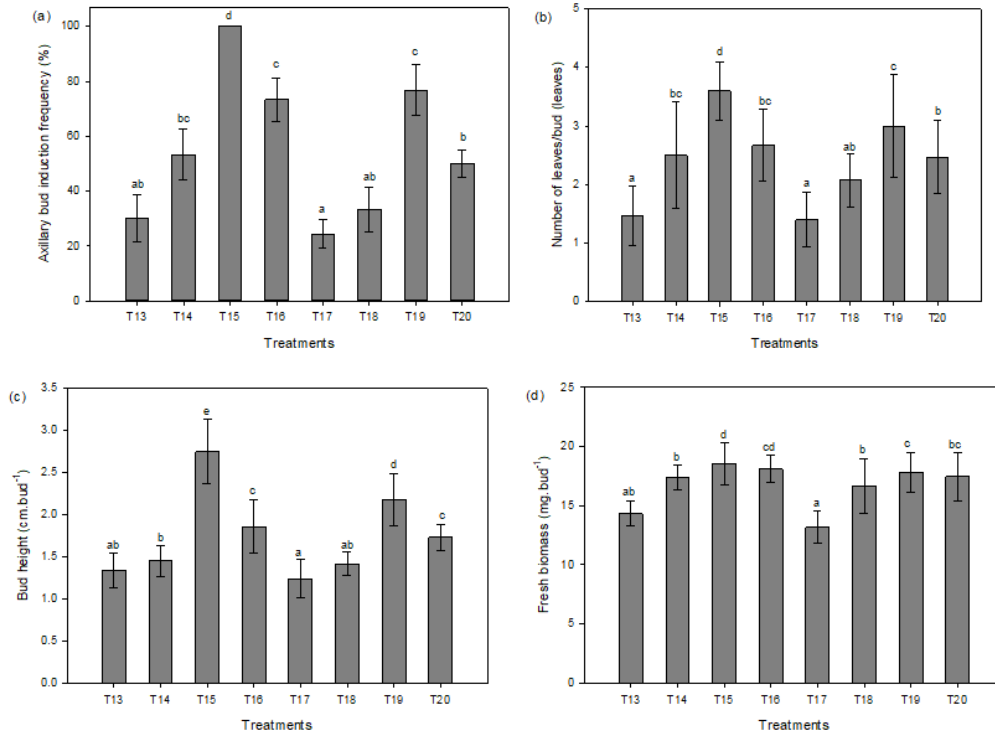 (a)
Axillary bud induction frequency (%)
100
80
60
40
20
0
ab
bc
d
c
a
ab
c
b
T13 T14 T15 T16 T17 T18 T19 T20
Treatments
(b)
Number of leaves/bud (leaves)
5
4
3
2
1
0
a
bc
d
bc
a
ab
c
b
T13 T14 T15 T16 T17 T18 T19 T20
Treatments
(c)
Bud height (cm.bud-1)
3.5
3.0
2.5
2.0
1.5
1.0
0.5
0.0
ab
b
e
c
a
ab
d
c
T13 T14 T15 T16 T17 T18 T19 T20
Treatments
(d)
Fresh biomass (mg. bud-1)
25
20
15
10
5
0
ab
b
d
cd
a
b
c
bc
T13 T14 T15 T16 T17 T18 T19 T20
Treatments